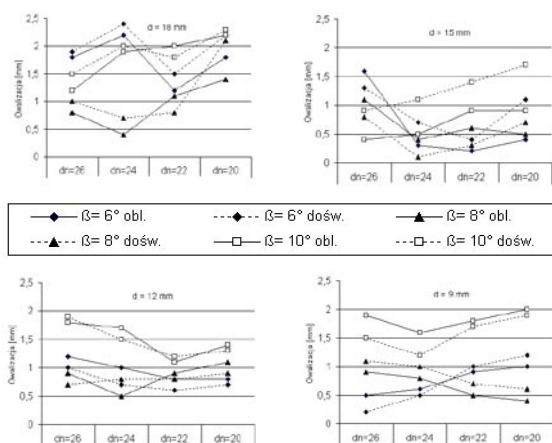 d = 18 mm
Owalizacja [mm]
2,5
2
1,5
1
0,5
0
dn=26 dn=24 dn=22 dn=20
d = 15 mm
Owalizacja [mm]
2,5
2
1,5
1
0,5
0
dn=26 dn=24 dn=22 dn=20
ß= 6° obl. ß= 6° dośw. ß= 8° obl.
ß= 8° dośw. ß= 10° obl. ß= 10° dośw.
d = 12 mm
Owalizacja [mm]
2,5
2
1,5
1
0,5
0
dn=26 dn=24 dn=22 dn=20
d = 9 mm
Owalizacja [mm]
2,5
2
1,5
1
0,5
0
dn=26 dn=24 dn=22 dn=20